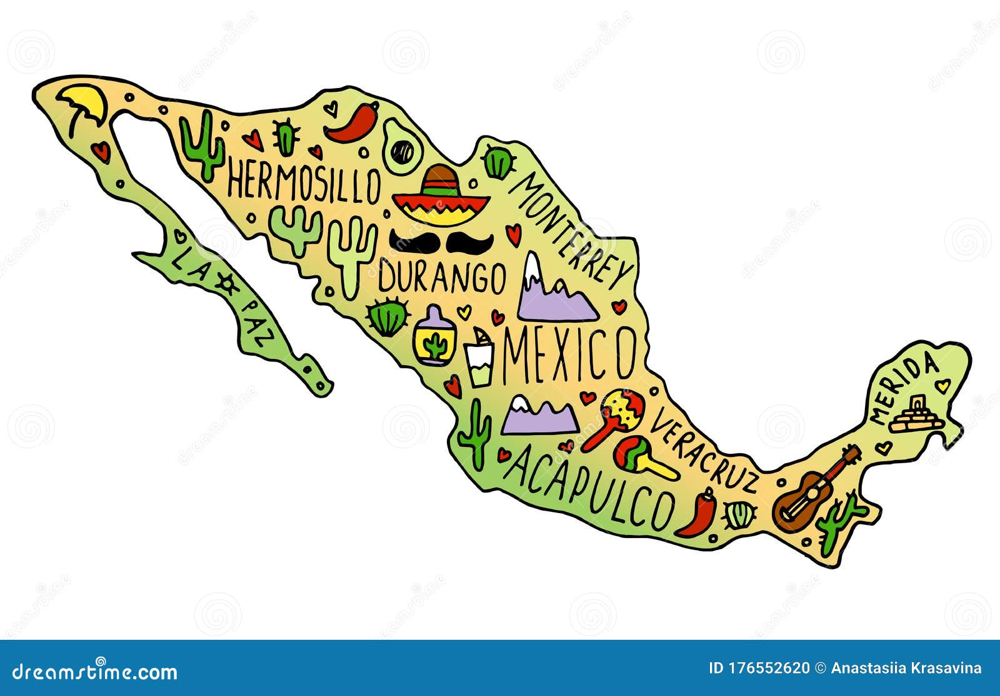 HERMOSILLO
MONTERREY
LA PAZ
DURANGO
MEXICO
MERIDA
VERACRUZ
ACAPULCO
dreamstime.com
ID 176552620 © Anastasiia Krasavina